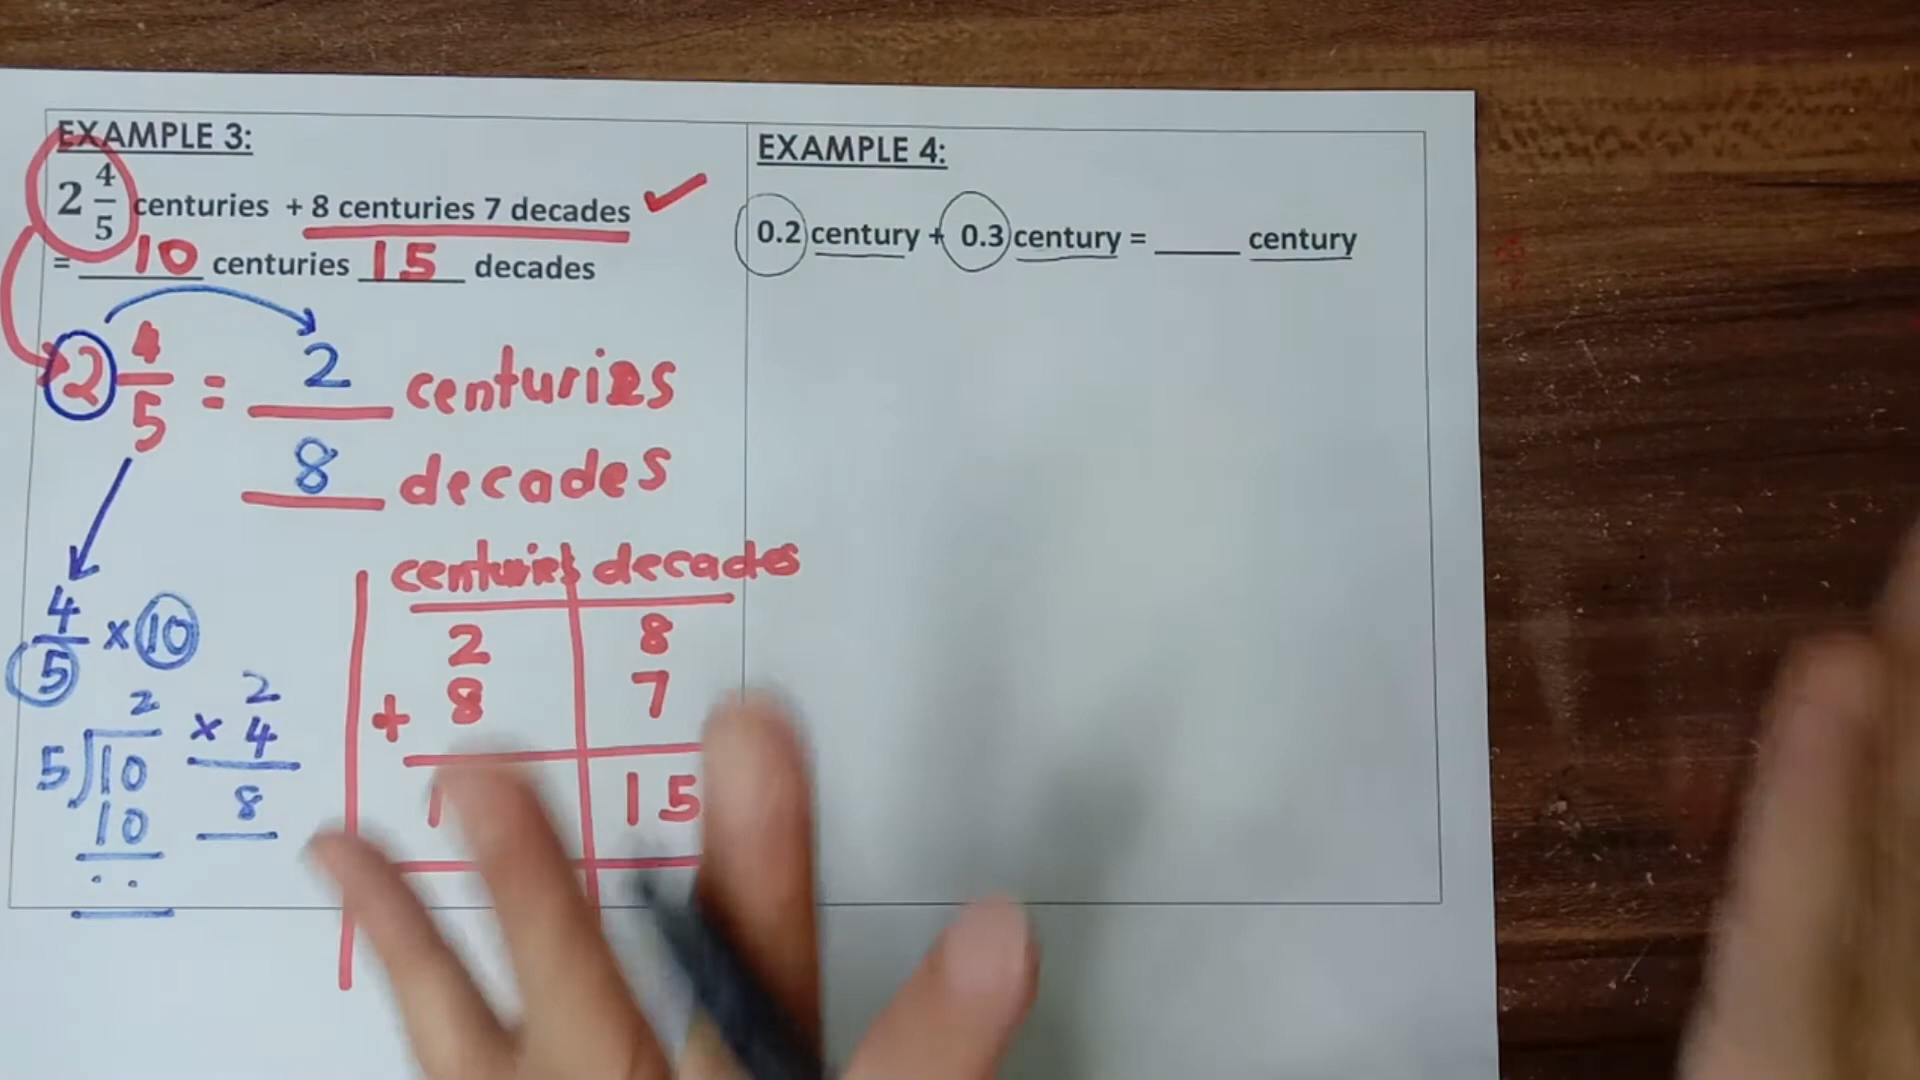 EXAMPLE 3:
2 4/5 centuries + 8 centuries 7 decades ✓
= 10 centuries 15 decades
2 4/5 = 2 centuries
8 decades
4/5 × 10
2
5)10
10
2
× 4
8
centuries decades
2 8
+ 8 7
1 15
EXAMPLE 4:
0.2 century + 0.3 century = _____ century